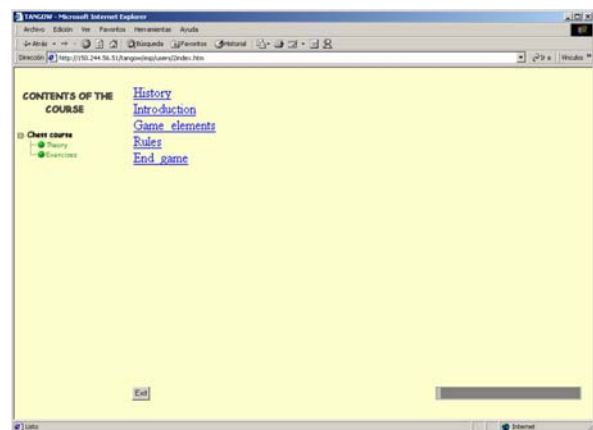 TANGOW - Microsoft Internet Explorer
Archivo Edición Ver Favoritos Herramientas Ayuda
Atrás Búsqueda Favoritos Historial
Dirección http://150.244.56.51/tangow/esp/users/2index.htm Ir a Vínculos
CONTENTS OF THE
COURSE
Chess course
Theory
Exercises
History
Introduction
Game elements
Rules
End game
Exit
Listo Internet